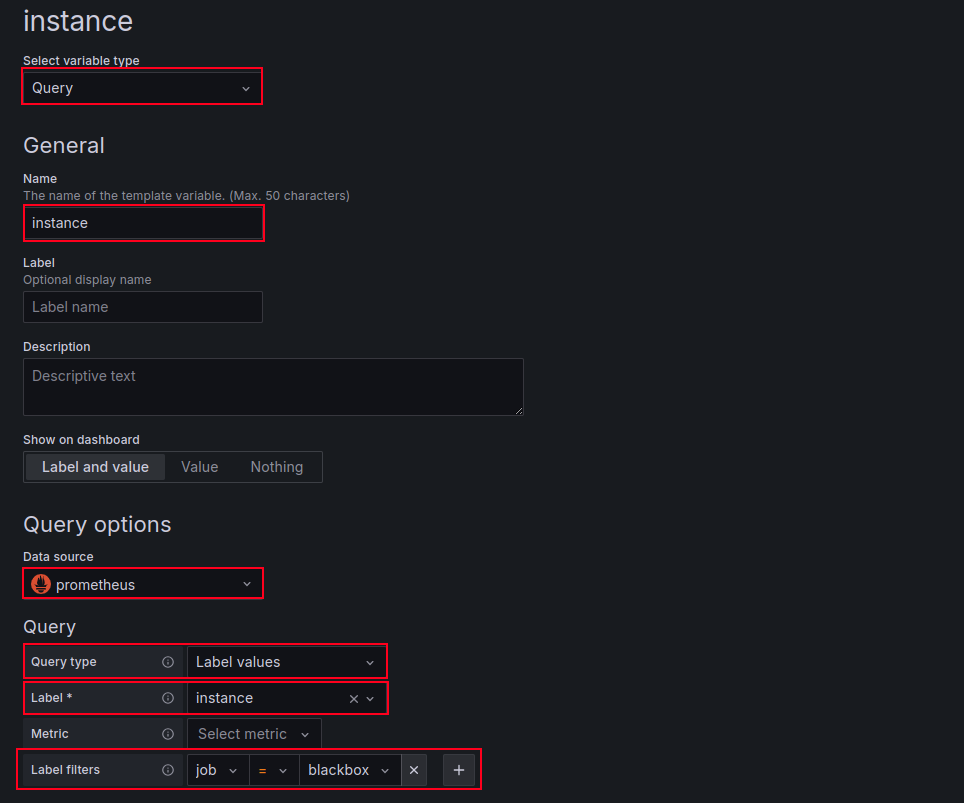 instance
Select variable type
Query
General
Name
The name of the template variable. (Max. 50 characters)
instance
Label
Optional display name
Label name
Description
Descriptive text
Show on dashboard
Label and value Value Nothing
Query options
Data source
prometheus
Query
Query type Label values
Label * instance
Metric Select metric
Label filters job = blackbox